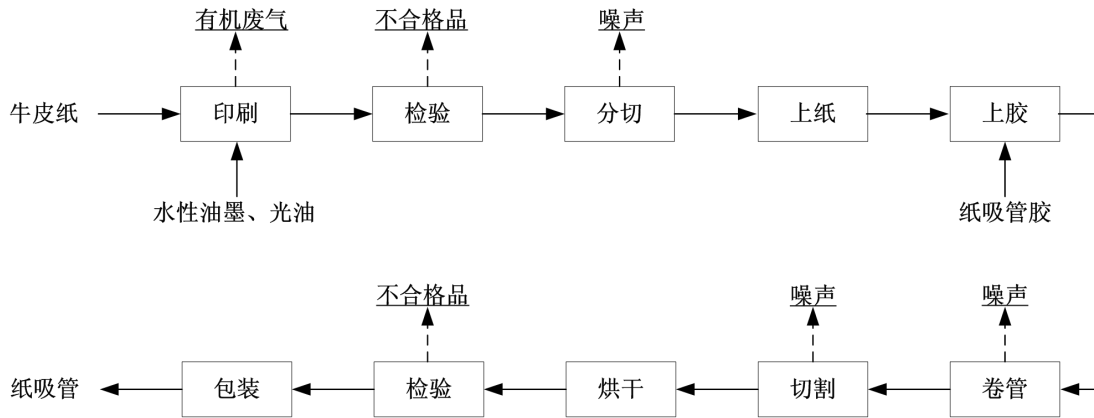 有机废气 不合格品 噪声
牛皮纸 印刷 检验 分切 上纸 上胶
水性油墨、光油 纸吸管胶
不合格品 噪声 噪声
纸吸管 包装 检验 烘干 切割 卷管